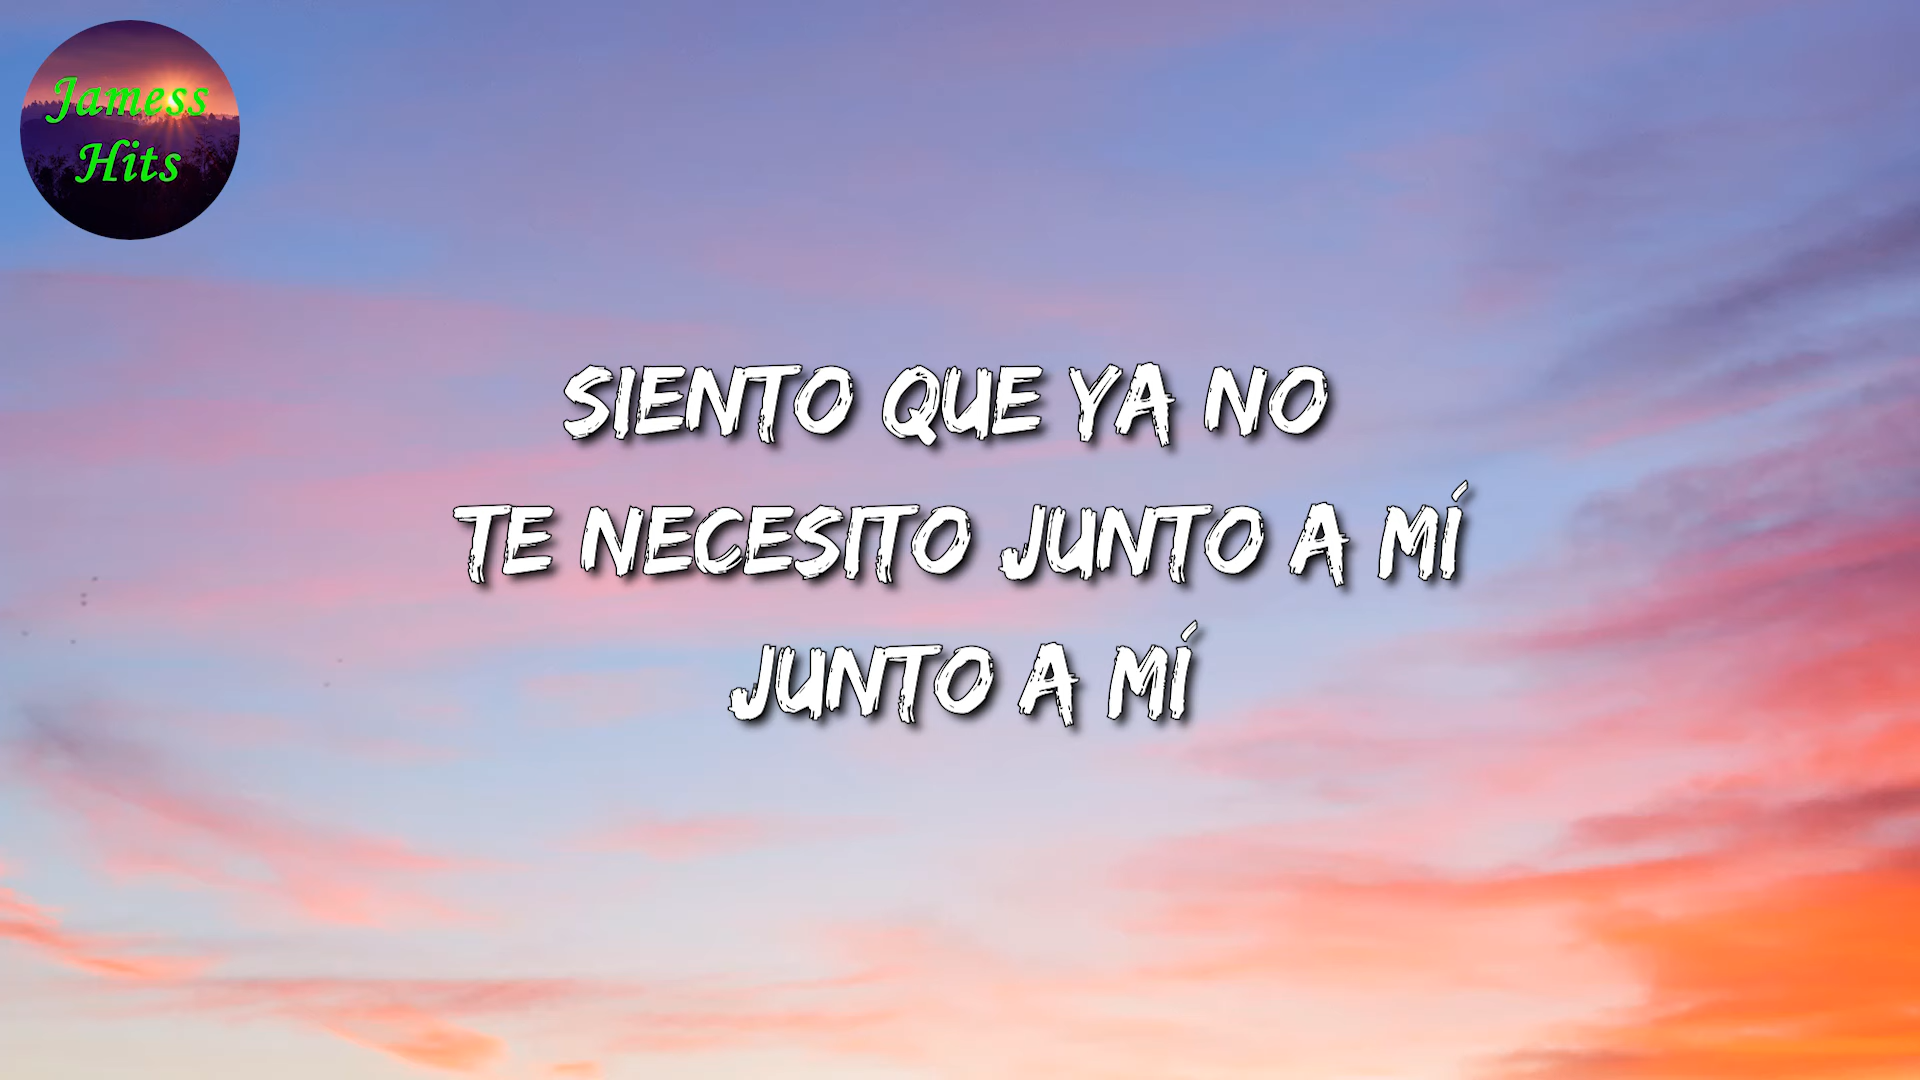 Jamess
Hits
SIENTO QUE YA NO
TE NECESITO JUNTO A MÍ
JUNTO A MÍ